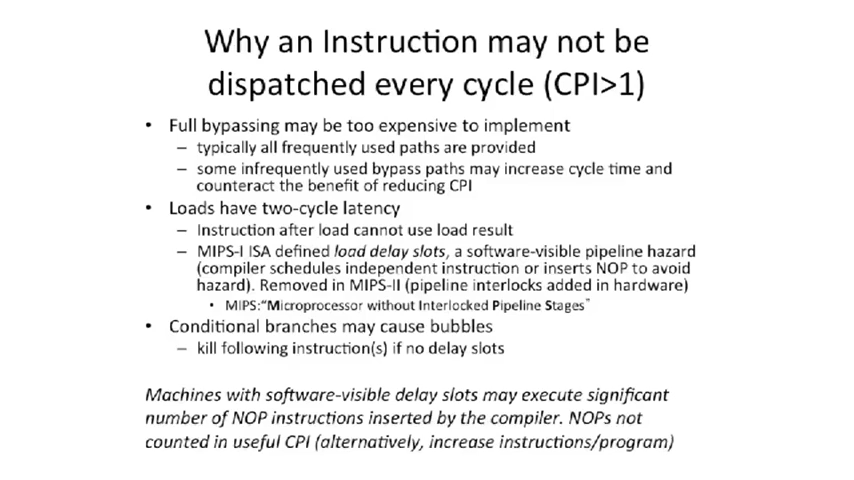 Why an Instruction may not be
dispatched every cycle (CPI>1)
• Full bypassing may be too expensive to implement
– typically all frequently used paths are provided
– some infrequently used bypass paths may increase cycle time and
counteract the benefit of reducing CPI
• Loads have two-cycle latency
– Instruction after load cannot use load result
– MIPS-I ISA defined load delay slots, a software-visible pipeline hazard
(compiler schedules independent instruction or inserts NOP to avoid
hazard). Removed in MIPS-II (pipeline interlocks added in hardware)
• MIPS:“Microprocessor without Interlocked Pipeline Stages”
• Conditional branches may cause bubbles
– kill following instruction(s) if no delay slots
Machines with software-visible delay slots may execute significant
number of NOP instructions inserted by the compiler. NOPs not
counted in useful CPI (alternatively, increase instructions/program)